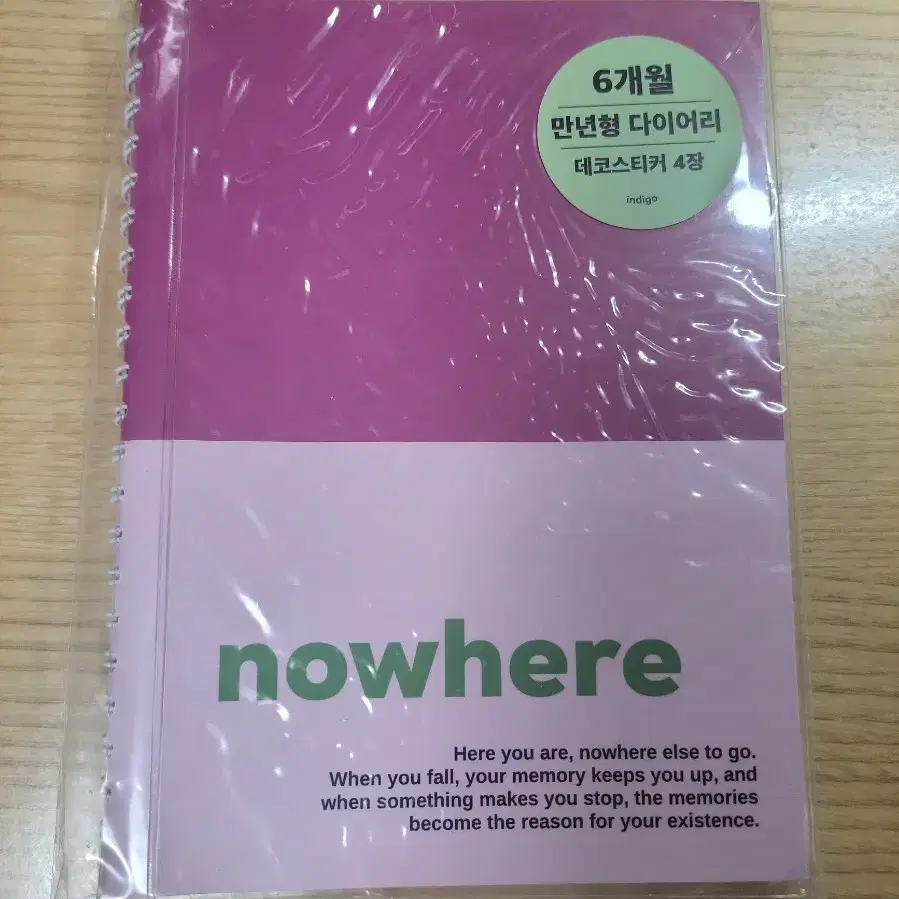 6개월
만년형 다이어리
데코스티커 4장
indigo
nowhere
Here you are, nowhere else to go.
When you fall, your memory keeps you up, and
when something makes you stop, the memories
become the reason for your existence.